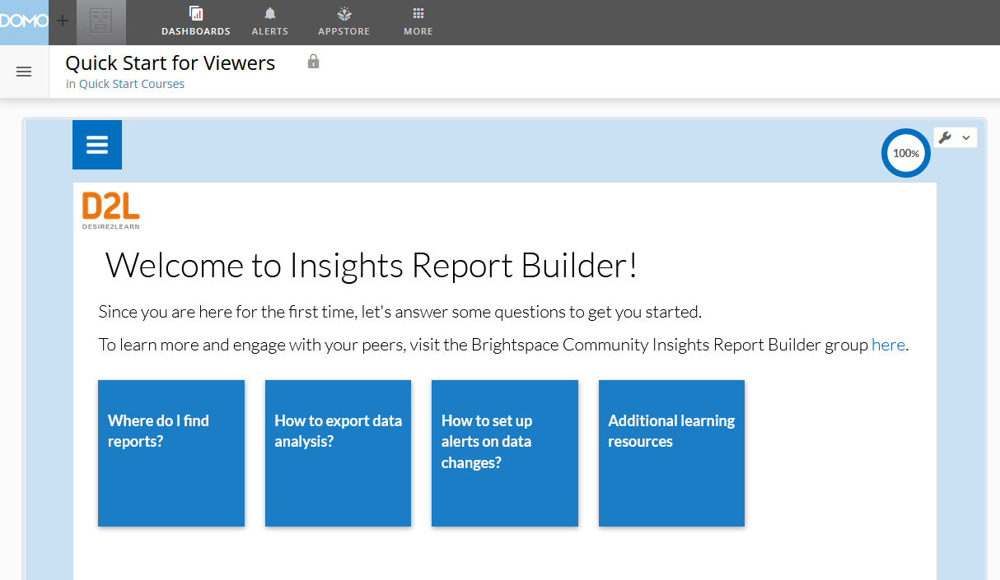 DOMO
DASHBOARDS
ALERTS
APPSTORE
MORE
Quick Start for Viewers
in Quick Start Courses
100%
D2L
DESIRE2LEARN
Welcome to Insights Report Builder!
Since you are here for the first time, let's answer some questions to get you started.
To learn more and engage with your peers, visit the Brightspace Community Insights Report Builder group here.
Where do I find
reports?
How to export data
analysis?
How to set up
alerts on data
changes?
Additional learning
resources